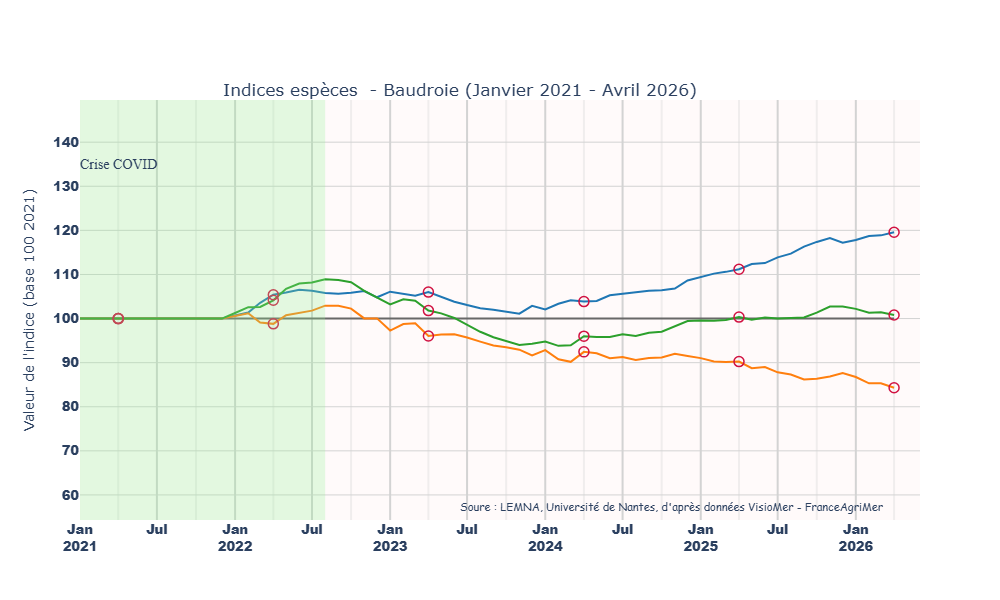 Indices espèces  - Baudroie (Janvier 2021 - Avril 2026)
Valeur de l'indice (base 100 2021)
140
130
120
110
100
90
80
70
60
Crise COVID
Soure : LEMNA, Université de Nantes, d'après données VisioMer - FranceAgriMer
Jan Jul Jan Jul Jan Jul Jan Jul Jan Jul Jan
2021 2022 2023 2024 2025 2026